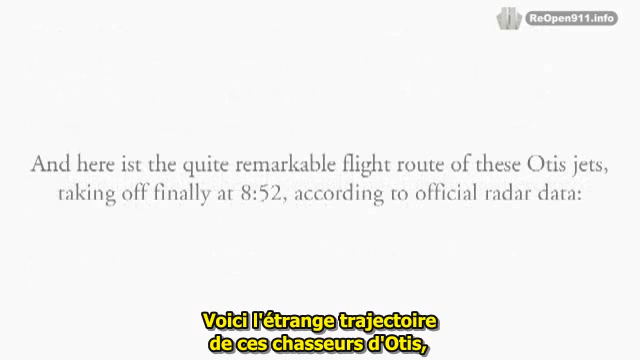 ReOpen911.info
And here ist the quite remarkable flight route of these Otis jets,
taking off finally at 8:52, according to official radar data:
Voici l'étrange trajectoire
de ces chasseurs d'Otis,